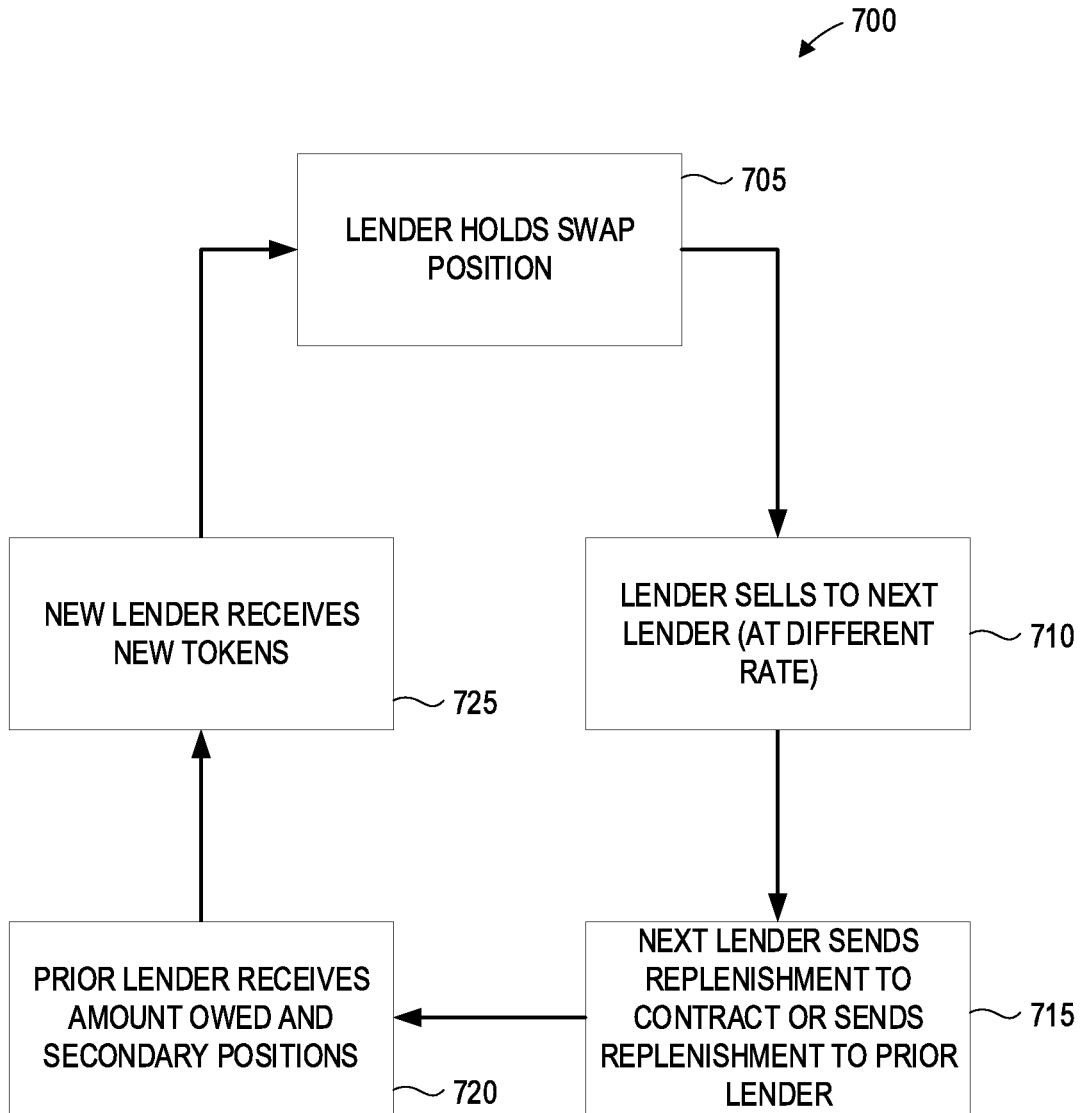 700
705
LENDER HOLDS SWAP
POSITION
LENDER SELLS TO NEXT
LENDER (AT DIFFERENT
RATE)
710
NEW LENDER RECEIVES
NEW TOKENS
725
NEXT LENDER SENDS
REPLENISHMENT TO
CONTRACT OR SENDS
REPLENISHMENT TO PRIOR
LENDER
715
PRIOR LENDER RECEIVES
AMOUNT OWED AND
SECONDARY POSITIONS
720